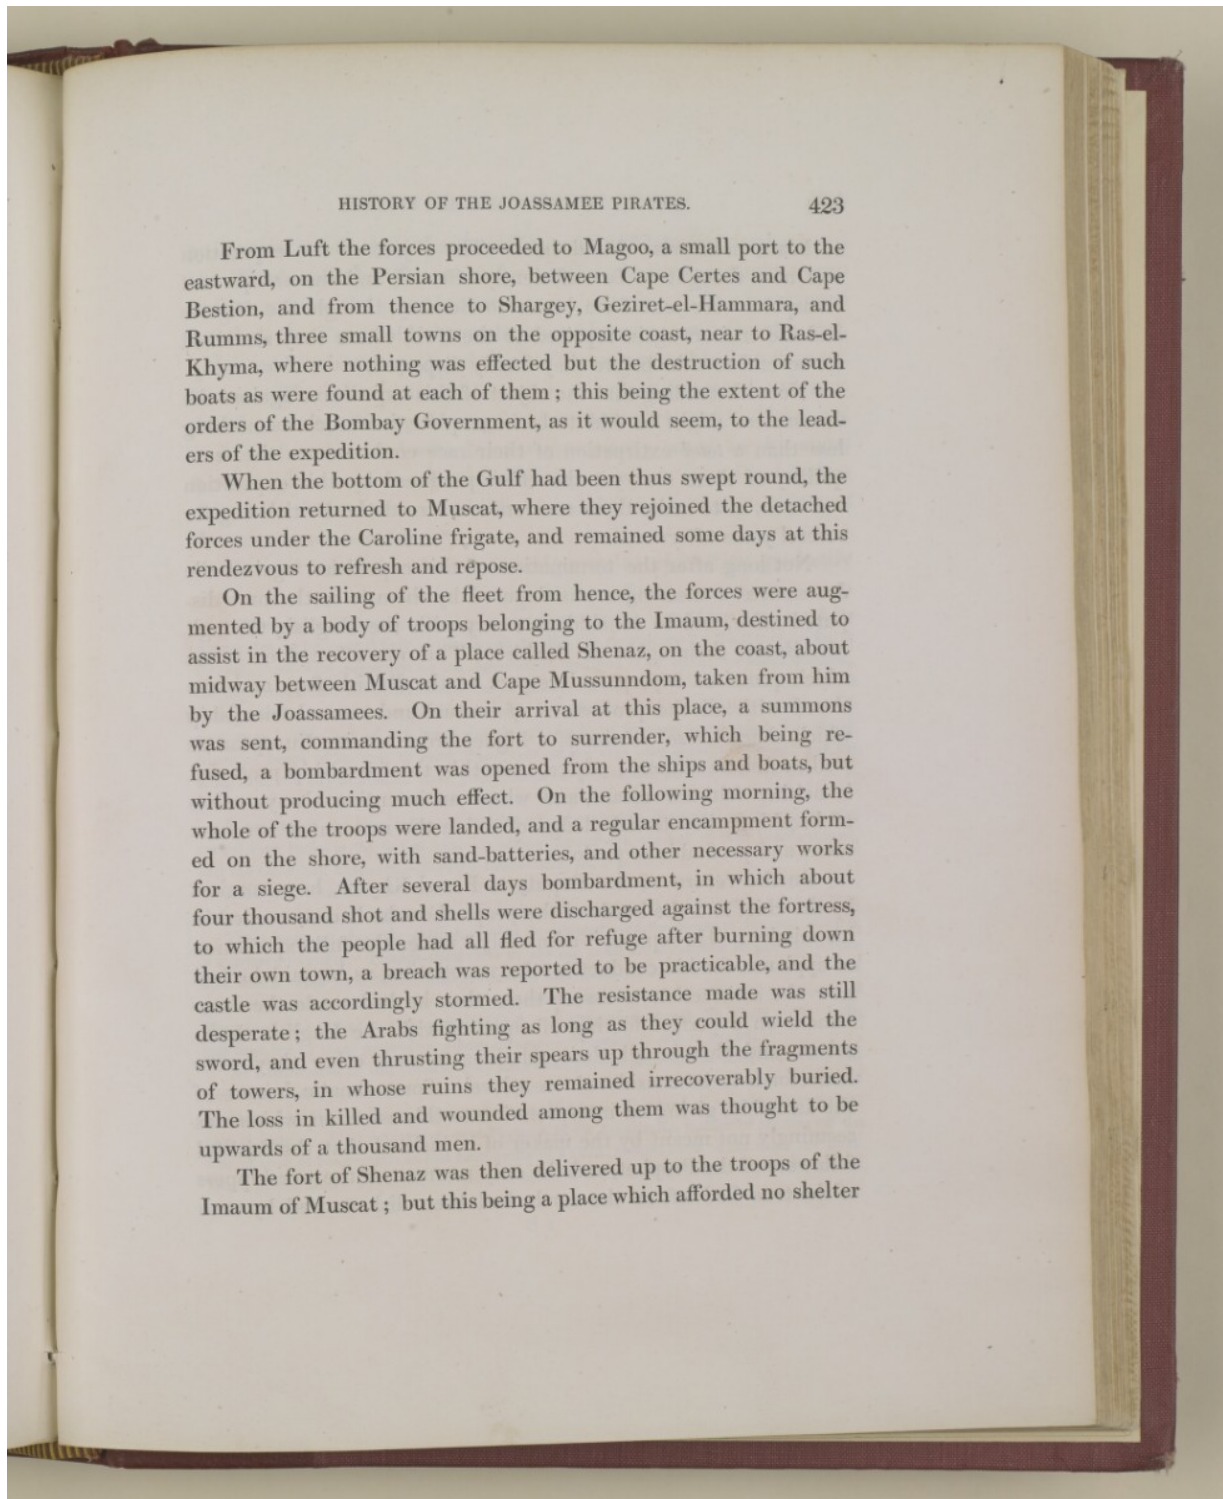 HISTORY OF THE JOASSAMEE PIRATES. 423
From Luft the forces proceeded to Magoo, a small port to the
eastward, on the Persian shore, between Cape Certes and Cape
Bestion, and from thence to Shargey, Geziret-el-Hammara, and
Rumms, three small towns on the opposite coast, near to Ras-el-
Khyma, where nothing was effected but the destruction of such
boats as were found at each of them; this being the extent of the
orders of the Bombay Government, as it would seem, to the lead-
ers of the expedition.
When the bottom of the Gulf had been thus swept round, the
expedition returned to Muscat, where they rejoined the detached
forces under the Caroline frigate, and remained some days at this
rendezvous to refresh and repose.
On the sailing of the fleet from hence, the forces were aug-
mented by a body of troops belonging to the Imaum, destined to
assist in the recovery of a place called Shenaz, on the coast, about
midway between Muscat and Cape Mussunndom, taken from him
by the Joassamees. On their arrival at this place, a summons
was sent, commanding the fort to surrender, which being re-
fused, a bombardment was opened from the ships and boats, but
without producing much effect. On the following morning, the
whole of the troops were landed, and a regular encampment form-
ed on the shore, with sand-batteries, and other necessary works
for a siege. After several days bombardment, in which about
four thousand shot and shells were discharged against the fortress,
to which the people had all fled for refuge after burning down
their own town, a breach was reported to be practicable, and the
castle was accordingly stormed. The resistance made was still
desperate; the Arabs fighting as long as they could wield the
sword, and even thrusting their spears up through the fragments
of towers, in whose ruins they remained irrecoverably buried.
The loss in killed and wounded among them was thought to be
upwards of a thousand men.
The fort of Shenaz was then delivered up to the troops of the
Imaum of Muscat; but this being a place which afforded no shelter